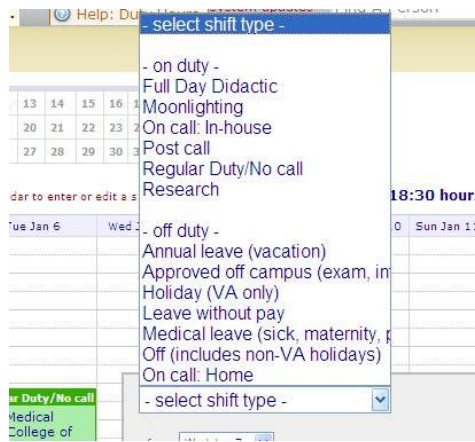 Help: Du
- select shift type -
- on duty -
Full Day Didactic
Moonlighting
On call: In-house
Post call
Regular Duty/No call
Research
- off duty -
Annual leave (vacation)
Approved off campus (exam, in
Holiday (VA only)
Leave without pay
Medical leave (sick, maternity, p
Off (includes non-VA holidays)
On call: Home
- select shift type -
13 14 15 16 1
20 21 22 23 2
27 28 29 30 3
dar to enter or edit a s
18:30 hour
ue Jan 6 Wed J
0 Sun Jan 11
ar Duty/No call
Medical
College of